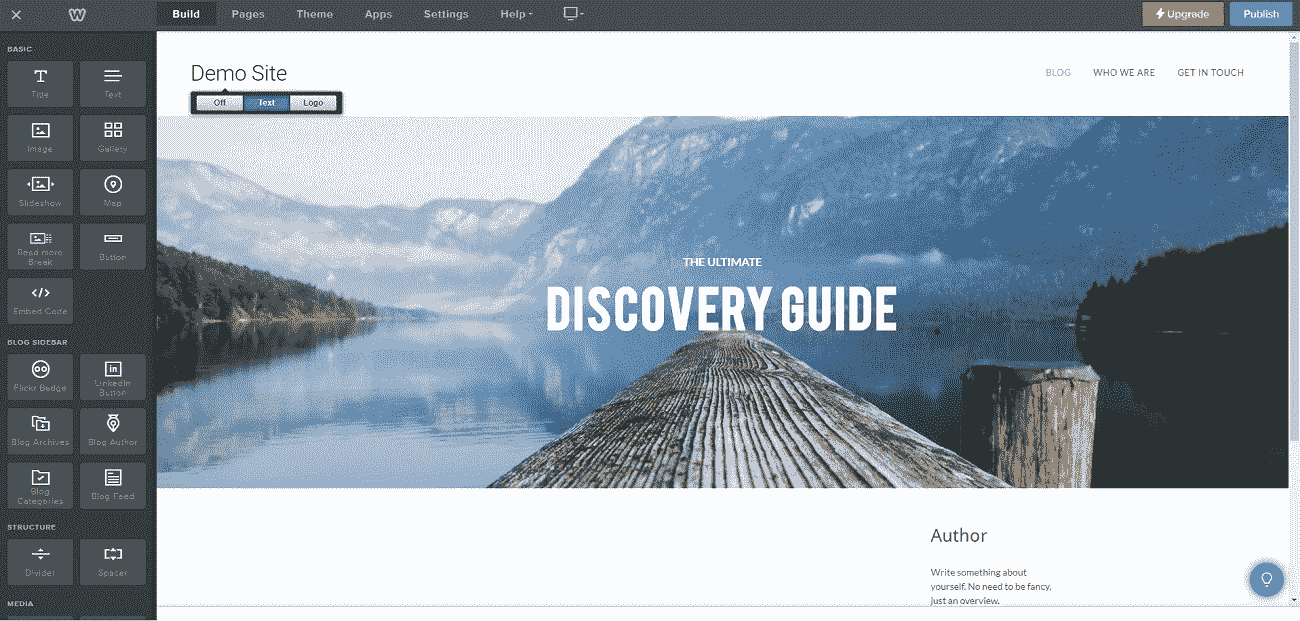 Build Pages Theme Apps Settings Help Upgrade Publish
BASIC
Title Text
Image Gallery
Slideshow Map
Read more
Break
Button
Embed Code
BLOG SIDEBAR
Flickr Badge
LinkedIn
Button
Blog Archives Blog Author
Blog
Categories
Blog Feed
STRUCTURE
Divider Spacer
MEDIA
Demo Site
Off Text Logo
BLOG WHO WE ARE GET IN TOUCH
THE ULTIMATE
DISCOVERY GUIDE
Author
Write something about
yourself. No need to be fancy,
just an overview.